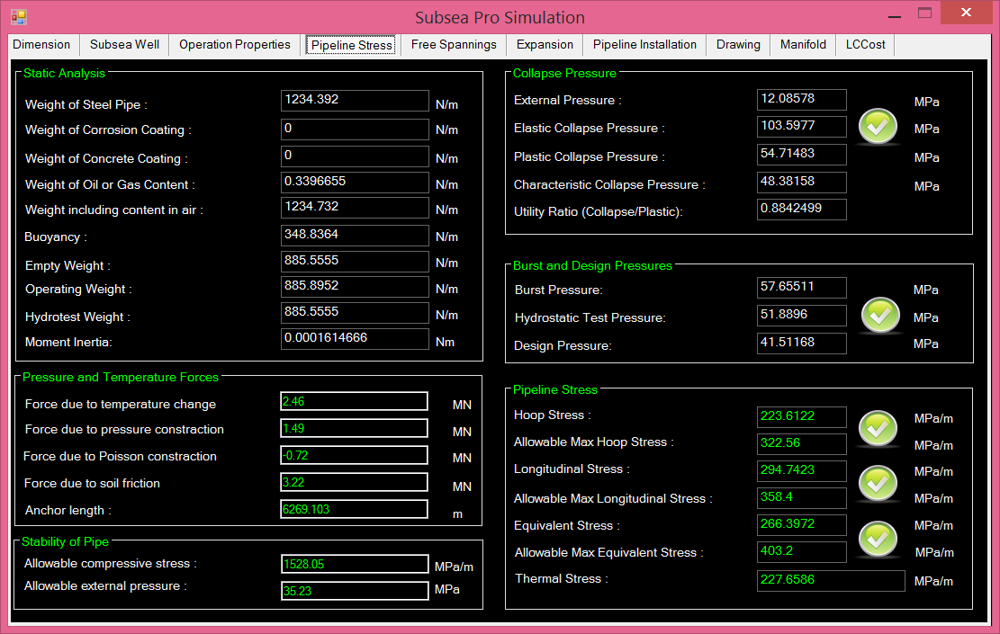 Subsea Pro Simulation
Dimension Subsea Well Operation Properties Pipeline Stress Free Spannings Expansion Pipeline Installation Drawing Manifold LCCost
Static Analysis
Weight of Steel Pipe : 1234.392 N/m
Weight of Corrosion Coating : 0 N/m
Weight of Concrete Coating : 0 N/m
Weight of Oil or Gas Content : 0.3396655 N/m
Weight including content in air : 1234.732 N/m
Buoyancy : 348.8364 N/m
Empty Weight : 885.5555 N/m
Operating Weight : 885.8952 N/m
Hydrotest Weight : 885.5555 N/m
Moment Inertia: 0.0001614666 Nm
Pressure and Temperature Forces
Force due to temperature change 2.46 MN
Force due to pressure constraction 1.49 MN
Force due to Poisson constraction -0.72 MN
Force due to soil friction 3.22 MN
Anchor length : 6269.103 m
Stability of Pipe
Allowable compressive stress : 1528.05 MPa/m
Allowable external pressure : 35.23 MPa
Collapse Pressure
External Pressure : 12.08578 MPa
Elastic Collapse Pressure : 103.5977 MPa
Plastic Collapse Pressure : 54.71483 MPa
Characteristic Collapse Pressure : 48.38158 MPa
Utility Ratio (Collapse/Plastic): 0.8842499
Burst and Design Pressures
Burst Pressure: 57.65511 MPa
Hydrostatic Test Pressure: 51.8896 MPa
Design Pressure: 41.51168 MPa
Pipeline Stress
Hoop Stress : 223.6122 MPa/m
Allowable Max Hoop Stress : 322.56 MPa/m
Longitudinal Stress : 294.7423 MPa/m
Allowable Max Longitudinal Stress : 358.4 MPa/m
Equivalent Stress : 266.3972 MPa/m
Allowable Max Equivalent Stress : 403.2 MPa/m
Thermal Stress : 227.6586 MPa/m